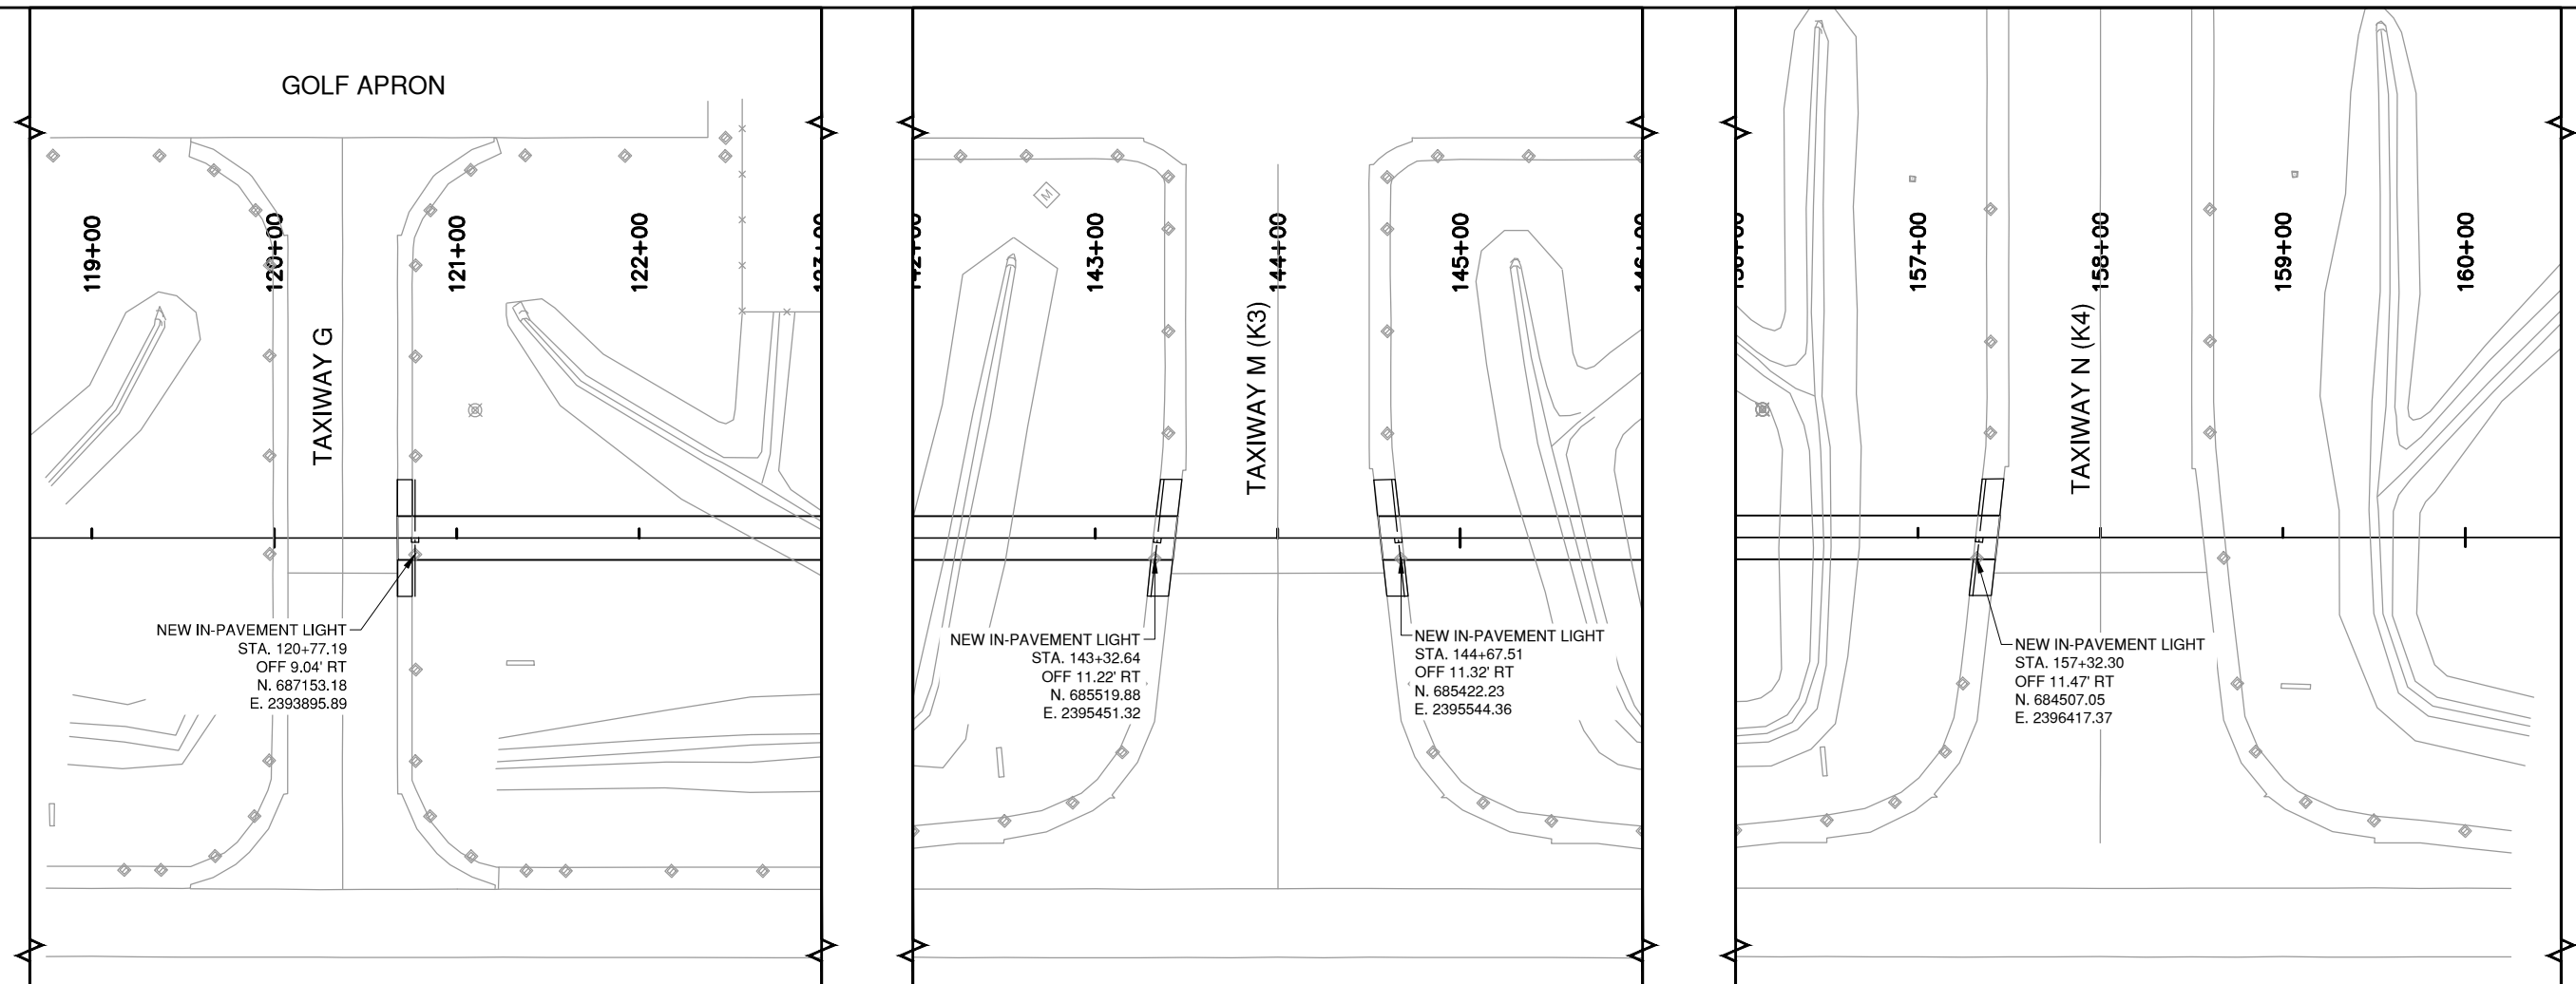 GOLF APRON
119+00
120+00
121+00
122+00
TAXIWAY G
NEW IN-PAVEMENT LIGHT
STA. 120+77.19
OFF 9.04' RT
N. 687153.18
E. 2393895.89
M
143+00
144+00
145+00
TAXIWAY M (K3)
NEW IN-PAVEMENT LIGHT
STA. 143+32.64
OFF 11.22' RT
N. 685519.88
E. 2395451.32
NEW IN-PAVEMENT LIGHT
STA. 144+67.51
OFF 11.32' RT
N. 685422.23
E. 2395544.36
157+00
158+00
159+00
160+00
TAXIWAY N (K4)
NEW IN-PAVEMENT LIGHT
STA. 157+32.30
OFF 11.47' RT
N. 684507.05
E. 2396417.37